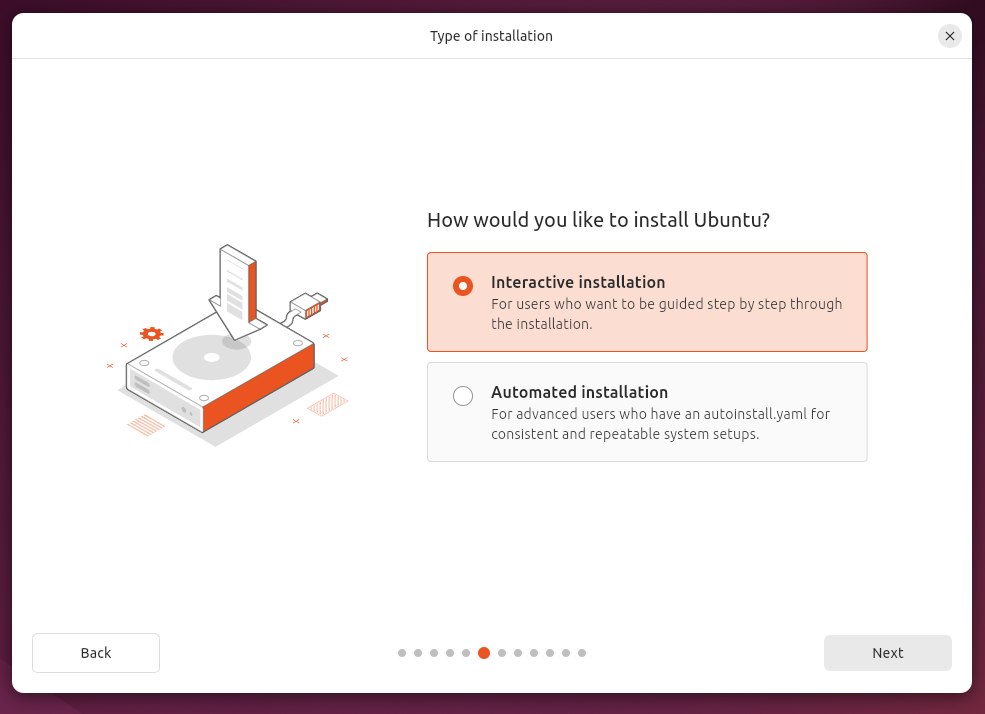 Type of installation
How would you like to install Ubuntu?
Interactive installation
For users who want to be guided step by step through
the installation.
Automated installation
For advanced users who have an autoinstall.yaml for
consistent and repeatable system setups.
Back
Next